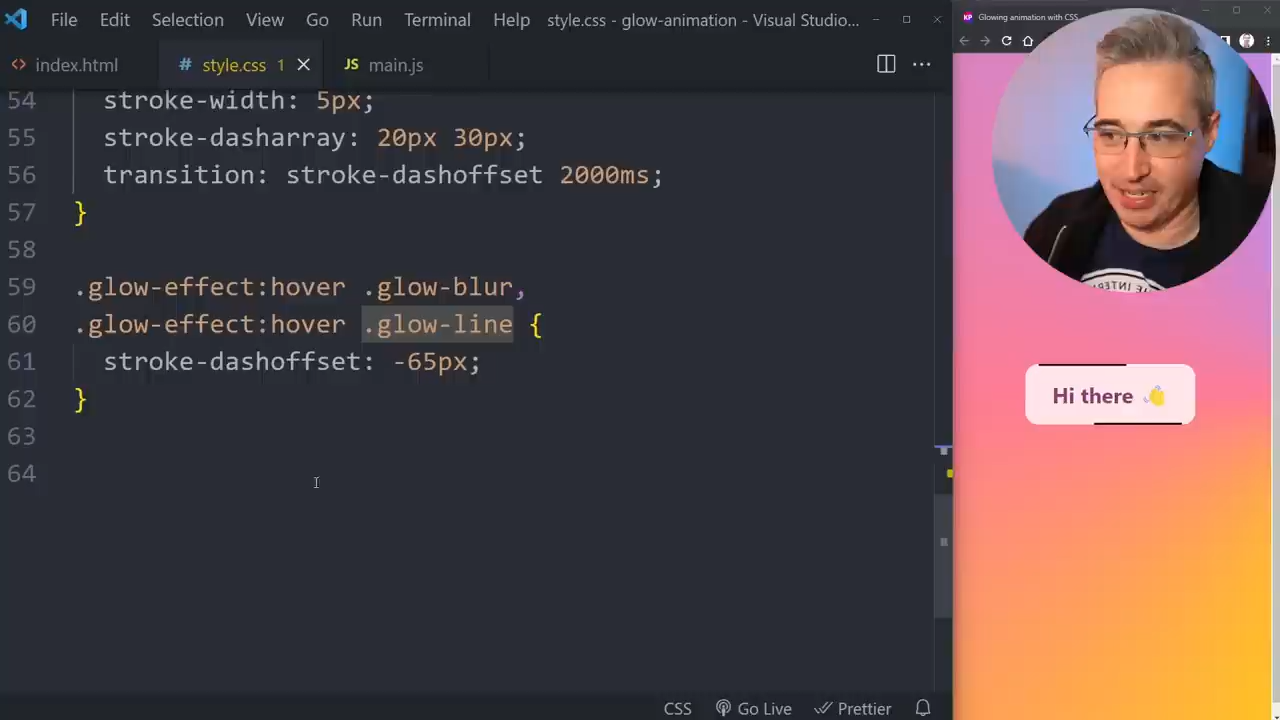 File Edit Selection View Go Run Terminal Help style.css - glow-animation - Visual Studio...
KP Glowing animation with CSS
<> index.html # style.css 1 JS main.js
54 stroke-width: 5px;
55 stroke-dasharray: 20px 30px;
56 transition: stroke-dashoffset 2000ms;
57 }
58
59 .glow-effect:hover .glow-blur,
60 .glow-effect:hover .glow-line {
61 stroke-dashoffset: -65px;
62 }
63
64
Hi there 👋
CSS Go Live Prettier